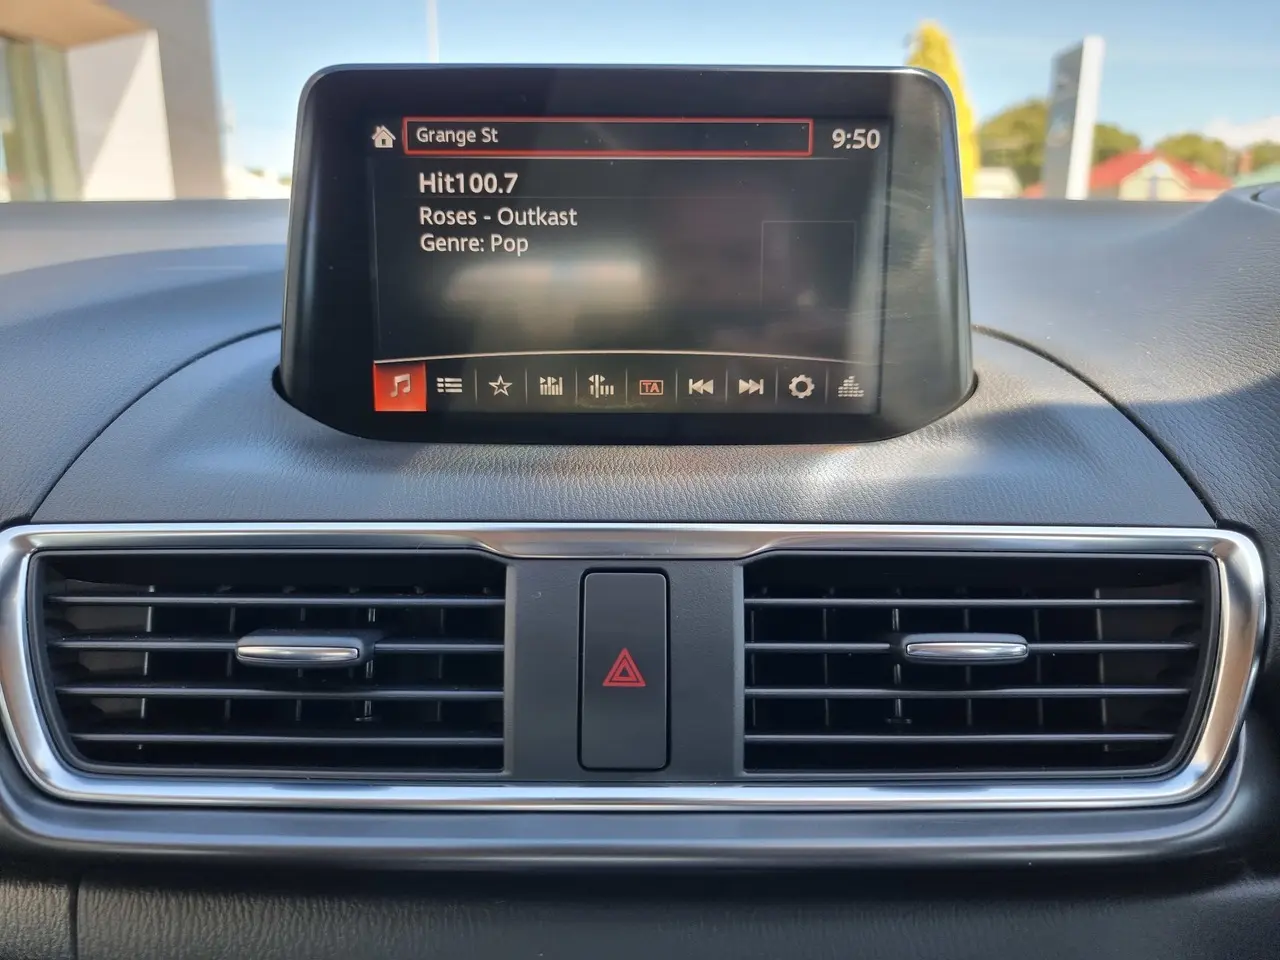 Grange St
9:50
Hit100.7
Roses - Outkast
Genre: Pop
TA